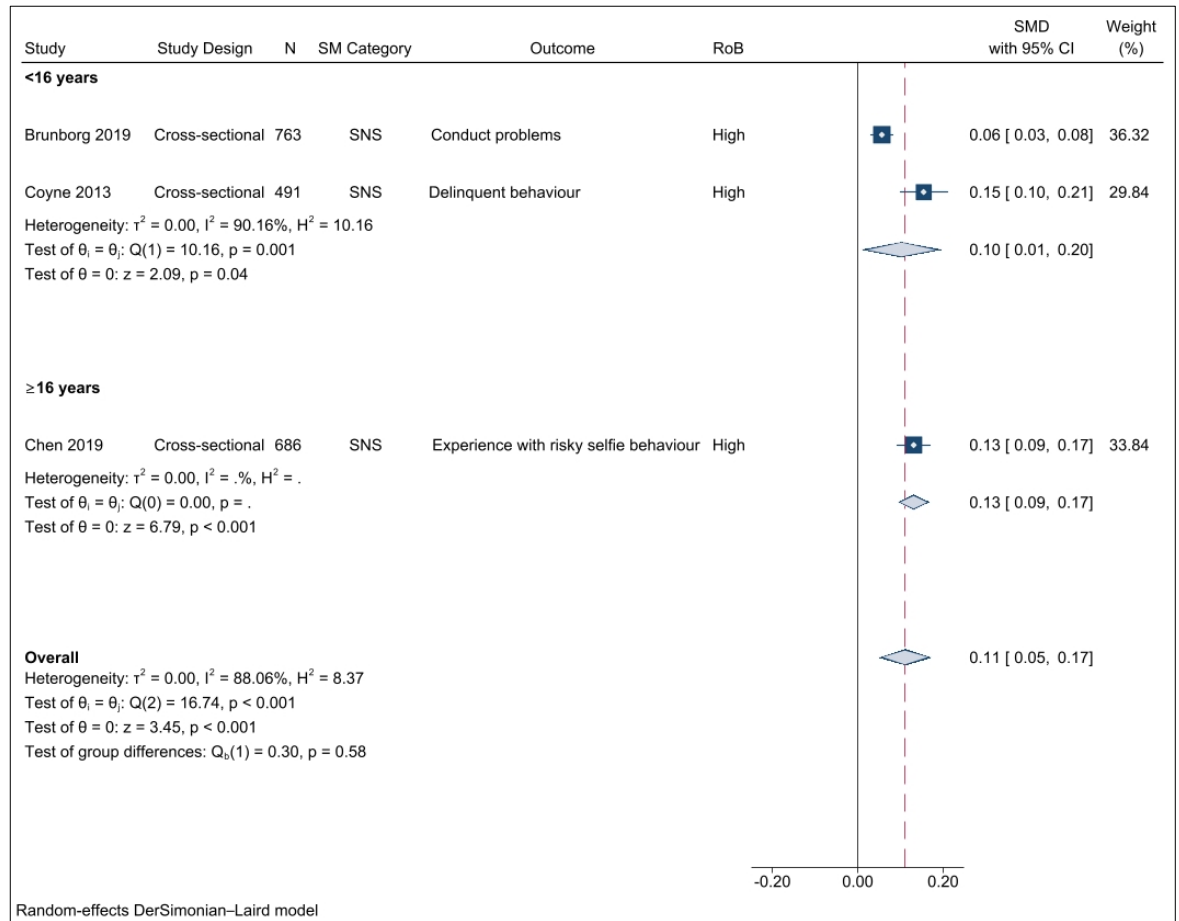 SMD Weight
Study Study Design N SM Category Outcome RoB with 95% CI (%)
<16 years
Brunborg 2019 Cross-sectional 763 SNS Conduct problems High 0.06 [ 0.03, 0.08] 36.32
Coyne 2013 Cross-sectional 491 SNS Delinquent behaviour High 0.15 [ 0.10, 0.21] 29.84
Heterogeneity: τ² = 0.00, I² = 90.16%, H² = 10.16
Test of θᵢ = θⱼ: Q(1) = 10.16, p = 0.001 0.10 [ 0.01, 0.20]
Test of θ = 0: z = 2.09, p = 0.04
≥16 years
Chen 2019 Cross-sectional 686 SNS Experience with risky selfie behaviour High 0.13 [ 0.09, 0.17] 33.84
Heterogeneity: τ² = 0.00, I² = .%, H² = .
Test of θᵢ = θⱼ: Q(0) = 0.00, p = . 0.13 [ 0.09, 0.17]
Test of θ = 0: z = 6.79, p < 0.001
Overall 0.11 [ 0.05, 0.17]
Heterogeneity: τ² = 0.00, I² = 88.06%, H² = 8.37
Test of θᵢ = θⱼ: Q(2) = 16.74, p < 0.001
Test of θ = 0: z = 3.45, p < 0.001
Test of group differences: Q_b(1) = 0.30, p = 0.58
-0.20 0.00 0.20
Random-effects DerSimonian–Laird model